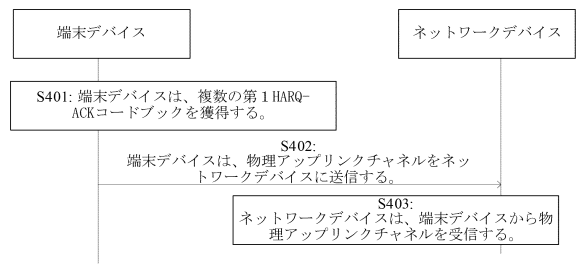 端末デバイス
ネットワークデバイス
S401: 端末デバイスは、複数の第１HARQ-
ACKコードブックを獲得する。
S402:
端末デバイスは、物理アップリンクチャネルをネッ
トワークデバイスに送信する。
S403:
ネットワークデバイスは、端末デバイスから物
理アップリンクチャネルを受信する。